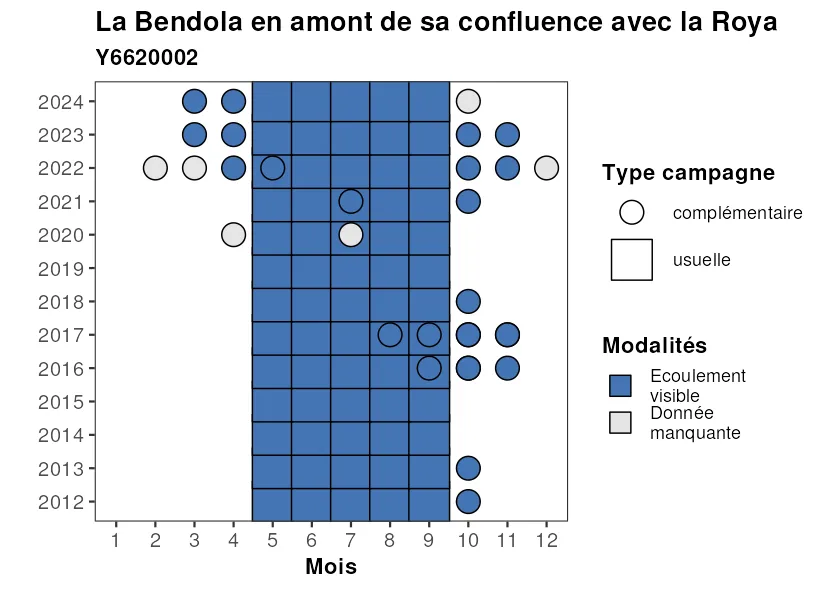 La Bendola en amont de sa confluence avec la Roya
Y6620002
2024
2023
2022
2021
2020
2019
2018
2017
2016
2015
2014
2013
2012
1 2 3 4 5 6 7 8 9 10 11 12
Mois
Type campagne
complémentaire
usuelle
Modalités
Ecoulement
visible
Donnée
manquante